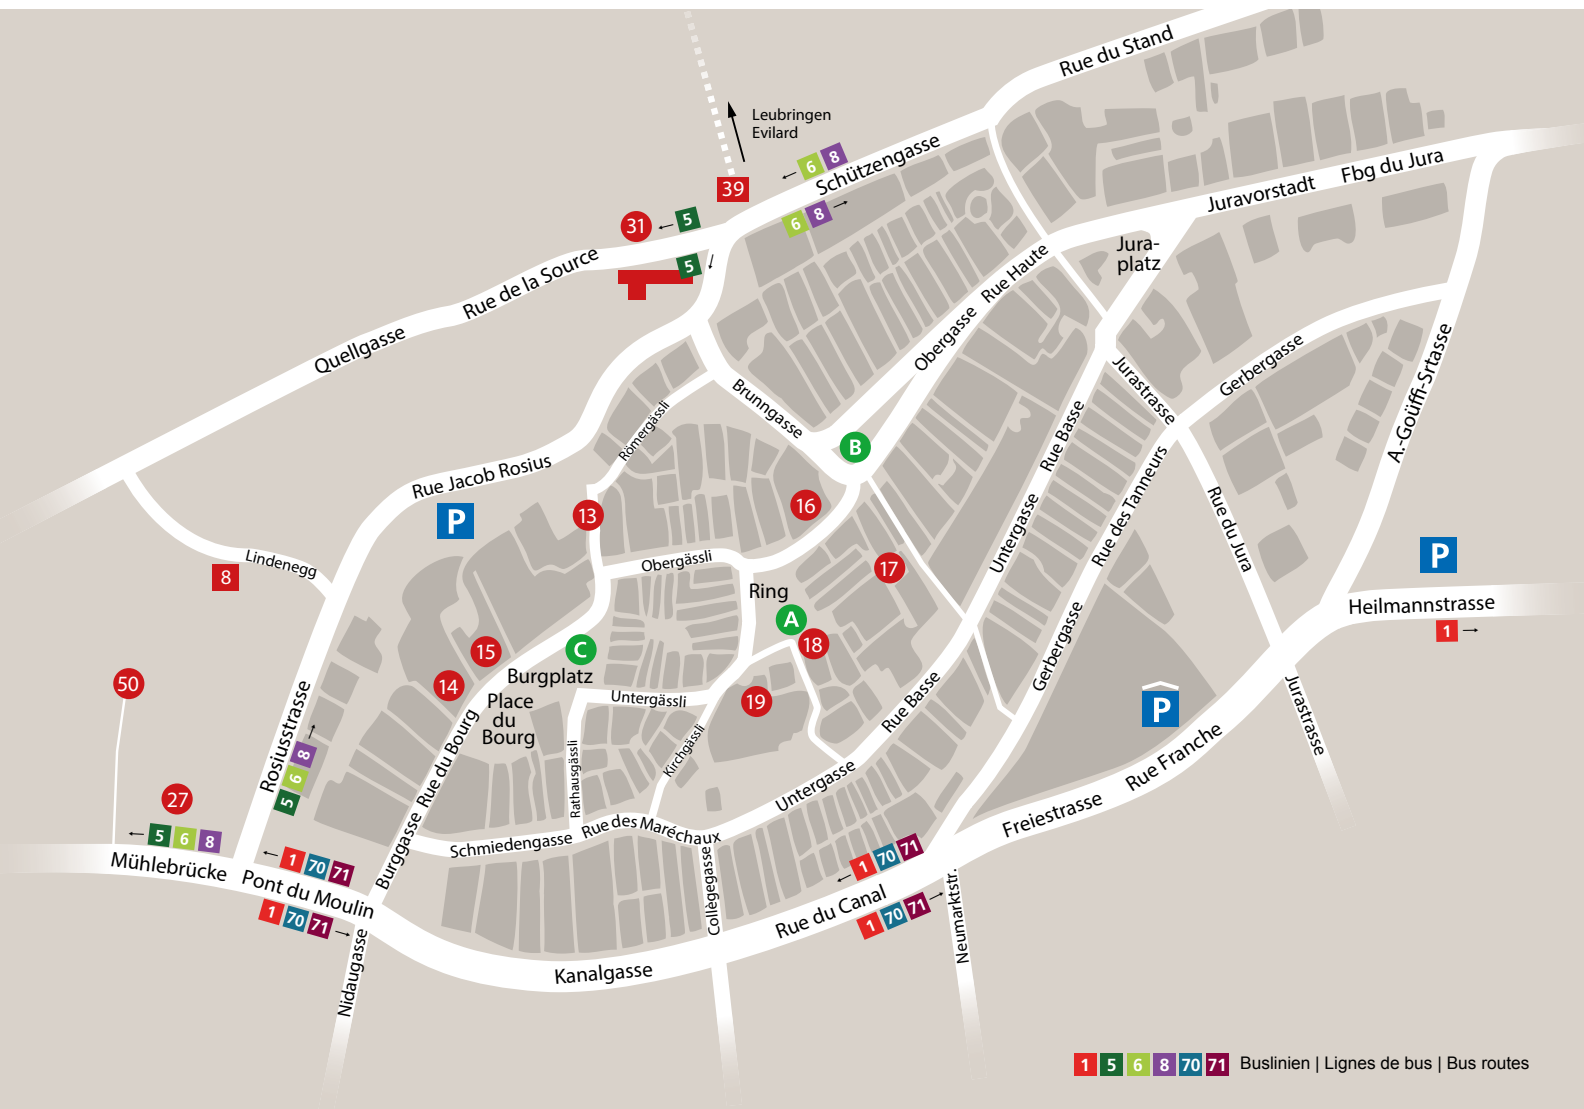 Rue du Stand
Leubringen
Evilard
6 8
Schützengasse
6 8
39
31
5
5
Fbg du Jura
Juravorstadt
Jura-
platz
Rue de la Source
Quellgasse
Rue Haute
Obergasse
Gerbergasse
A.-Goüffi-Srtasse
Jurastrasse
Brunngasse
Römergässli
B
Rue Basse
Untergasse
Rue des Tanneurs
Rue du Jura
Rue Jacob Rosius
P
13
16
17
Obergässli
Lindenegg
8
Ring
A
18
P
Heilmannstrasse
1
C
15
14
Burgplatz
Place
du
Bourg
Untergässli
19
50
Gerbergasse
P
Rue Basse
Jurastrasse
Rosiusstrasse
8
6
5
Rue du Bourg
Burggasse
Rathausgässli
Kirchgässli
Untergasse
Rue Franche
Freiestrasse
27
5 6 8
Mühlebrücke
Pont du Moulin
1 70 71
1 70 71
Schmiedengasse
Rue des Maréchaux
Collègegasse
1 70 71
Rue du Canal
1 70 71
Neumarktstr.
Nidaugasse
Kanalgasse
1 5 6 8 70 71 Buslinien | Lignes de bus | Bus routes